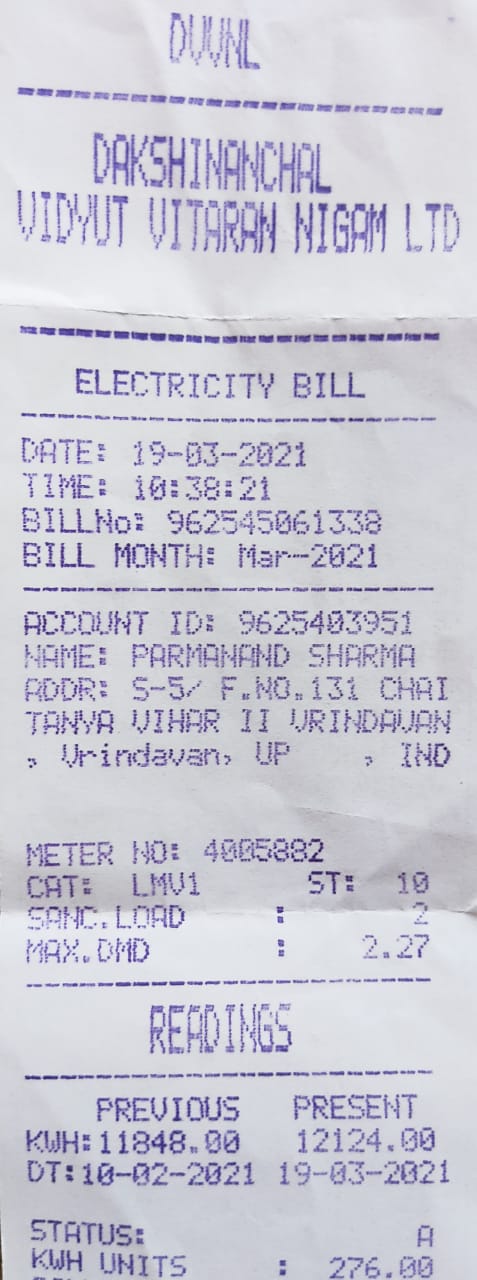 DVVNL
DAKSHINANCHAL
VIDYUT VITARAN NIGAM LTD
ELECTRICITY BILL
DATE: 19-03-2021
TIME: 10:38:21
BILLNo: 962545061338
BILL MONTH: Mar-2021
ACCOUNT ID: 9625403951
NAME: PARMANAND SHARMA
ADDR: S-5/ F.NO.131 CHAI
TANYA VIHAR II VRINDAVAN
, Vrindavan, UP , IND
METER NO: 4005882
CAT: LMV1 ST: 10
SANC.LOAD : 2
MAX.DMD : 2.27
READINGS
PREVIOUS PRESENT
KWH:11848.00 12124.00
DT:10-02-2021 19-03-2021
STATUS: A
KWH UNITS : 276.00